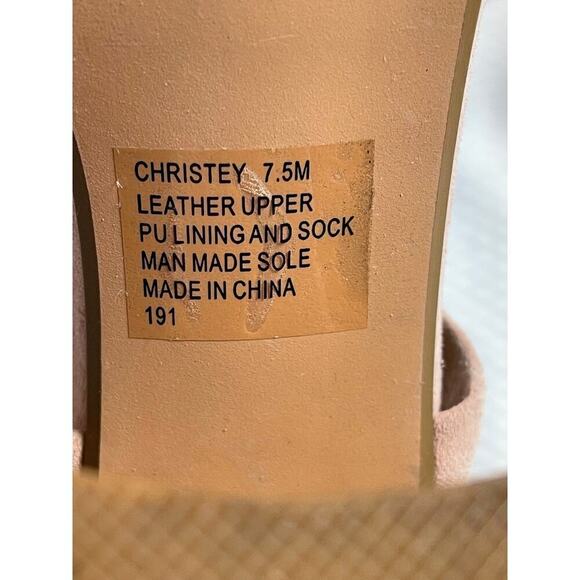 CHRISTEY 7.5M
LEATHER UPPER
PU LINING AND SOCK
MAN MADE SOLE
MADE IN CHINA
191